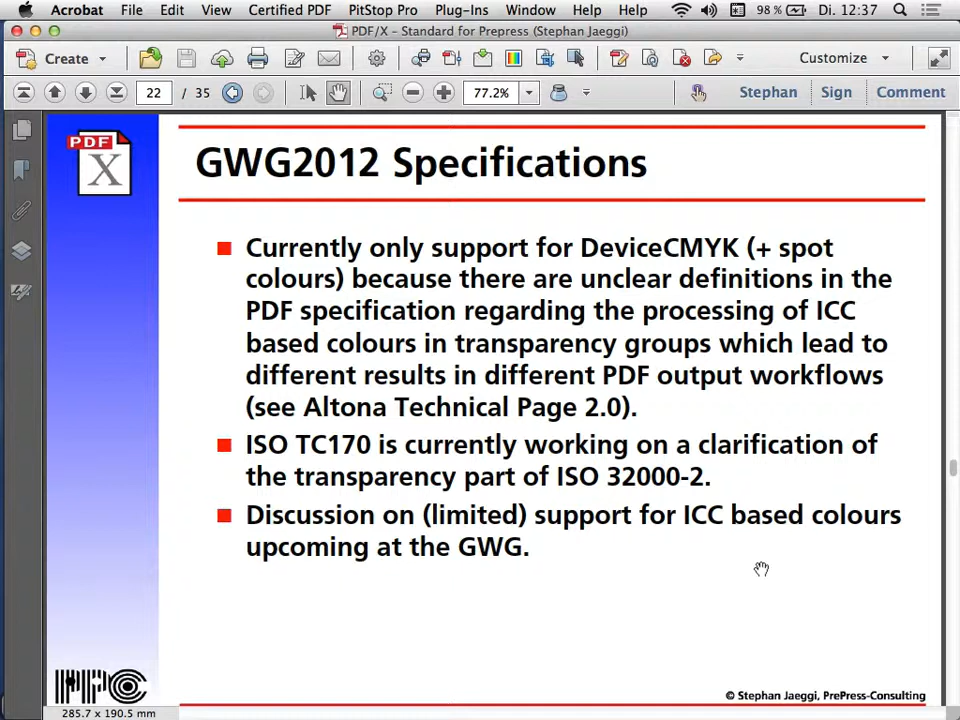 Acrobat File Edit View Certified PDF PitStop Pro Plug-Ins Window Help Help 98 % Di. 12:37
PDF/X - Standard for Prepress (Stephan Jaeggi)
Create Customize
22 / 35 77.2% Stephan Sign Comment
PDF
X
GWG2012 Specifications
Currently only support for DeviceCMYK (+ spot
colours) because there are unclear definitions in the
PDF specification regarding the processing of ICC
based colours in transparency groups which lead to
different results in different PDF output workflows
(see Altona Technical Page 2.0).
ISO TC170 is currently working on a clarification of
the transparency part of ISO 32000-2.
Discussion on (limited) support for ICC based colours
upcoming at the GWG.
PPC
© Stephan Jaeggi, PrePress-Consulting
285.7 x 190.5 mm